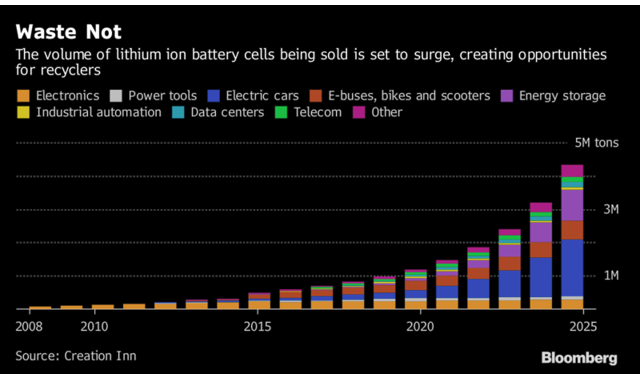 Waste Not
The volume of lithium ion battery cells being sold is set to surge, creating opportunities
for recyclers
Electronics Power tools Electric cars E-buses, bikes and scooters Energy storage
Industrial automation Data centers Telecom Other
5M tons
3M
1M
2008 2010 2015 2020 2025
Source: Creation Inn
Bloomberg